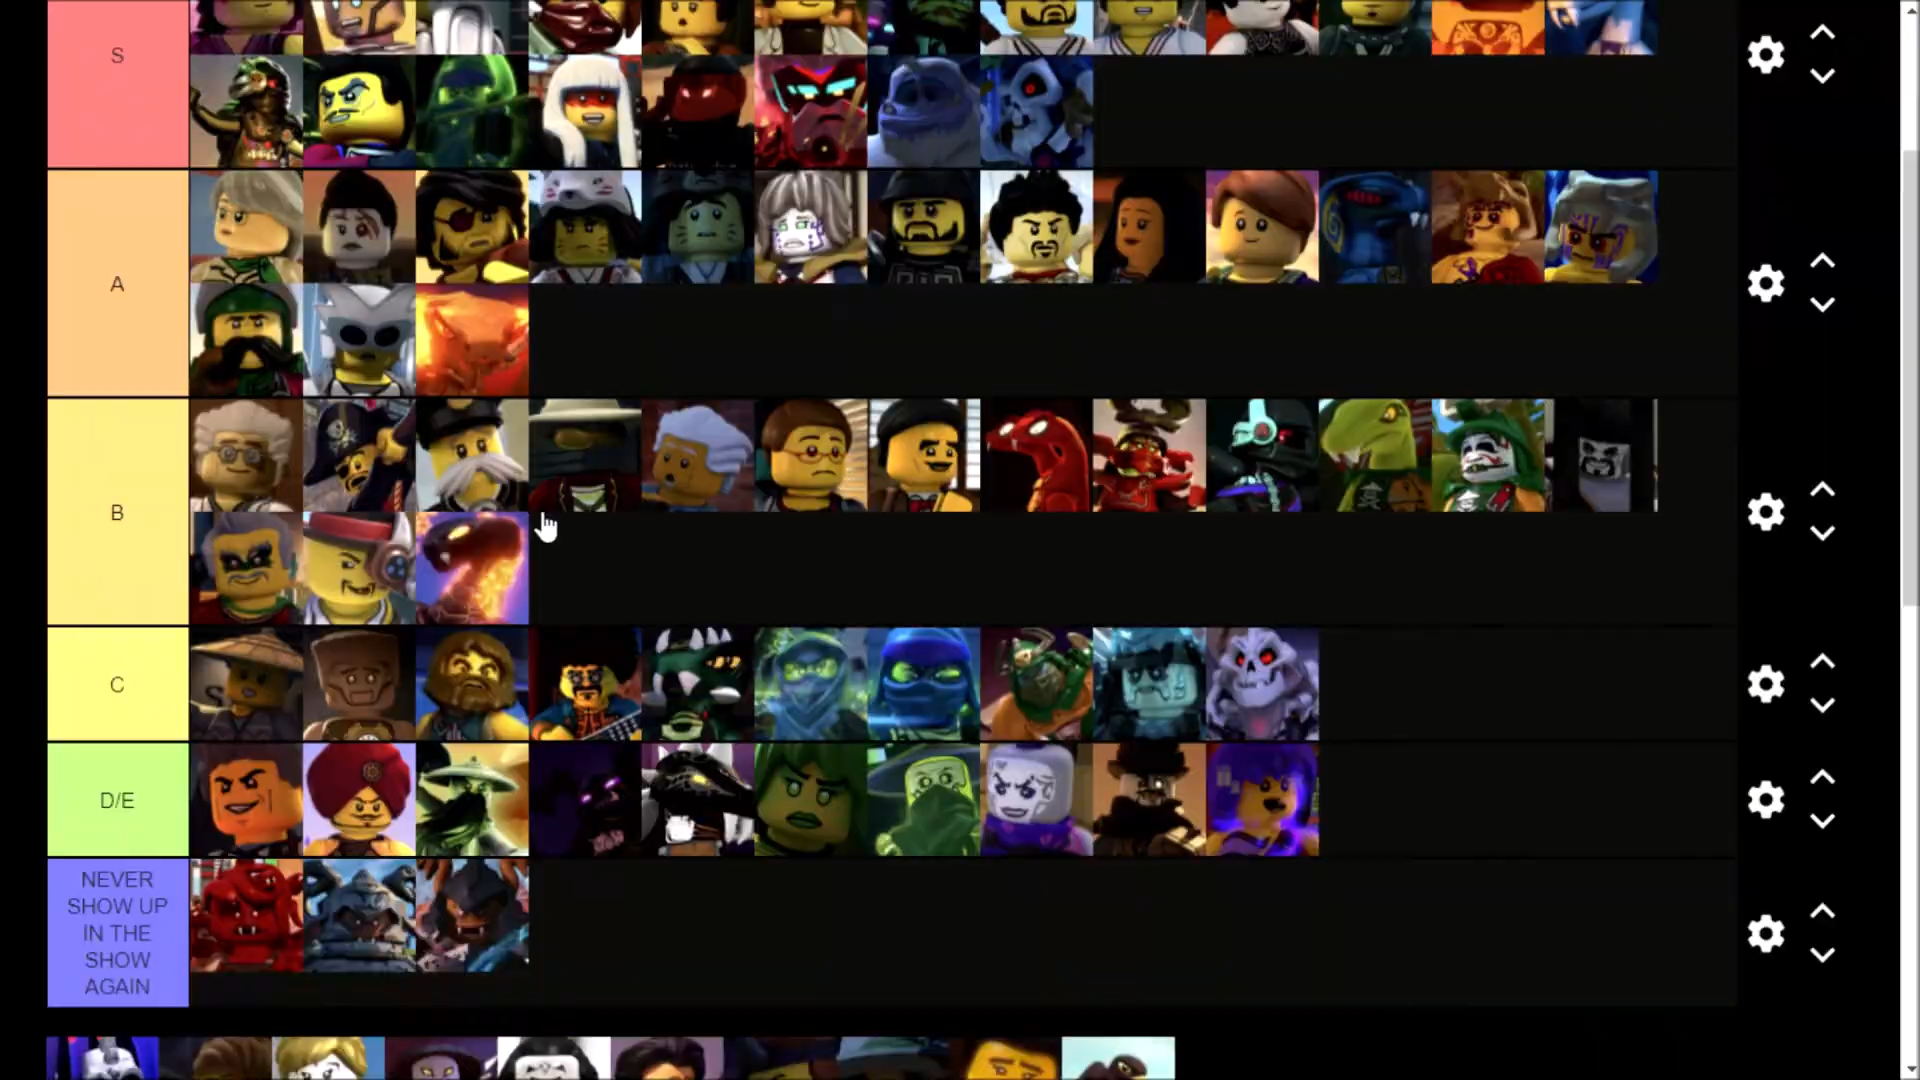 S
A
B
C
D/E
NEVER
SHOW UP
IN THE
SHOW
AGAIN